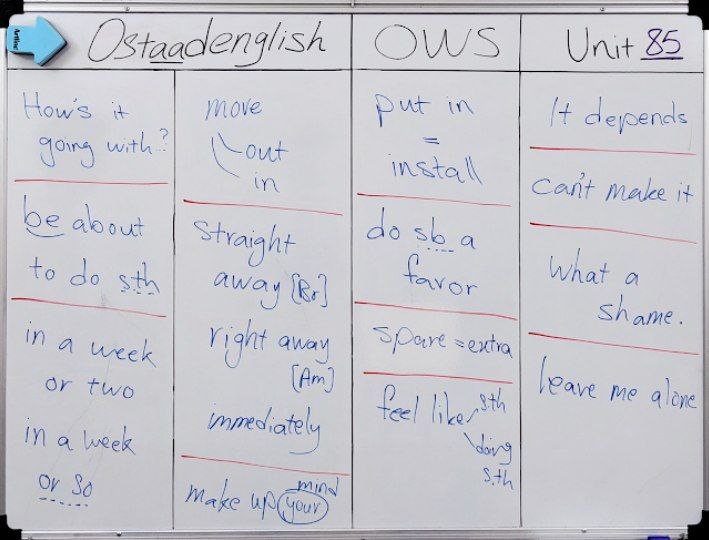 Artline
Ostaadenglish
OWS
Unit 85
How's it
going with..?
be about
to do s.th
in a week
or two
in a week
or so
move
out
in
straight
away [Br]
right away
[Am]
immediately
mind
make up your
put in
=
install
do sb a
favor
spare = extra
feel like s.th
doing
s.th
It depends
can't make it
What a
shame.
leave me alone